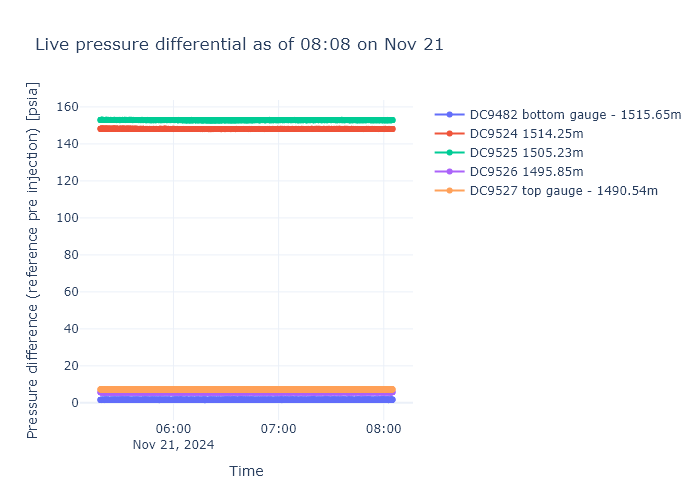 Live pressure differential as of 08:08 on Nov 21
Pressure difference (reference pre injection) [psia]
160
140
120
100
80
60
40
20
0
06:00
Nov 21, 2024
07:00
08:00
Time
DC9482 bottom gauge - 1515.65m
DC9524 1514.25m
DC9525 1505.23m
DC9526 1495.85m
DC9527 top gauge - 1490.54m